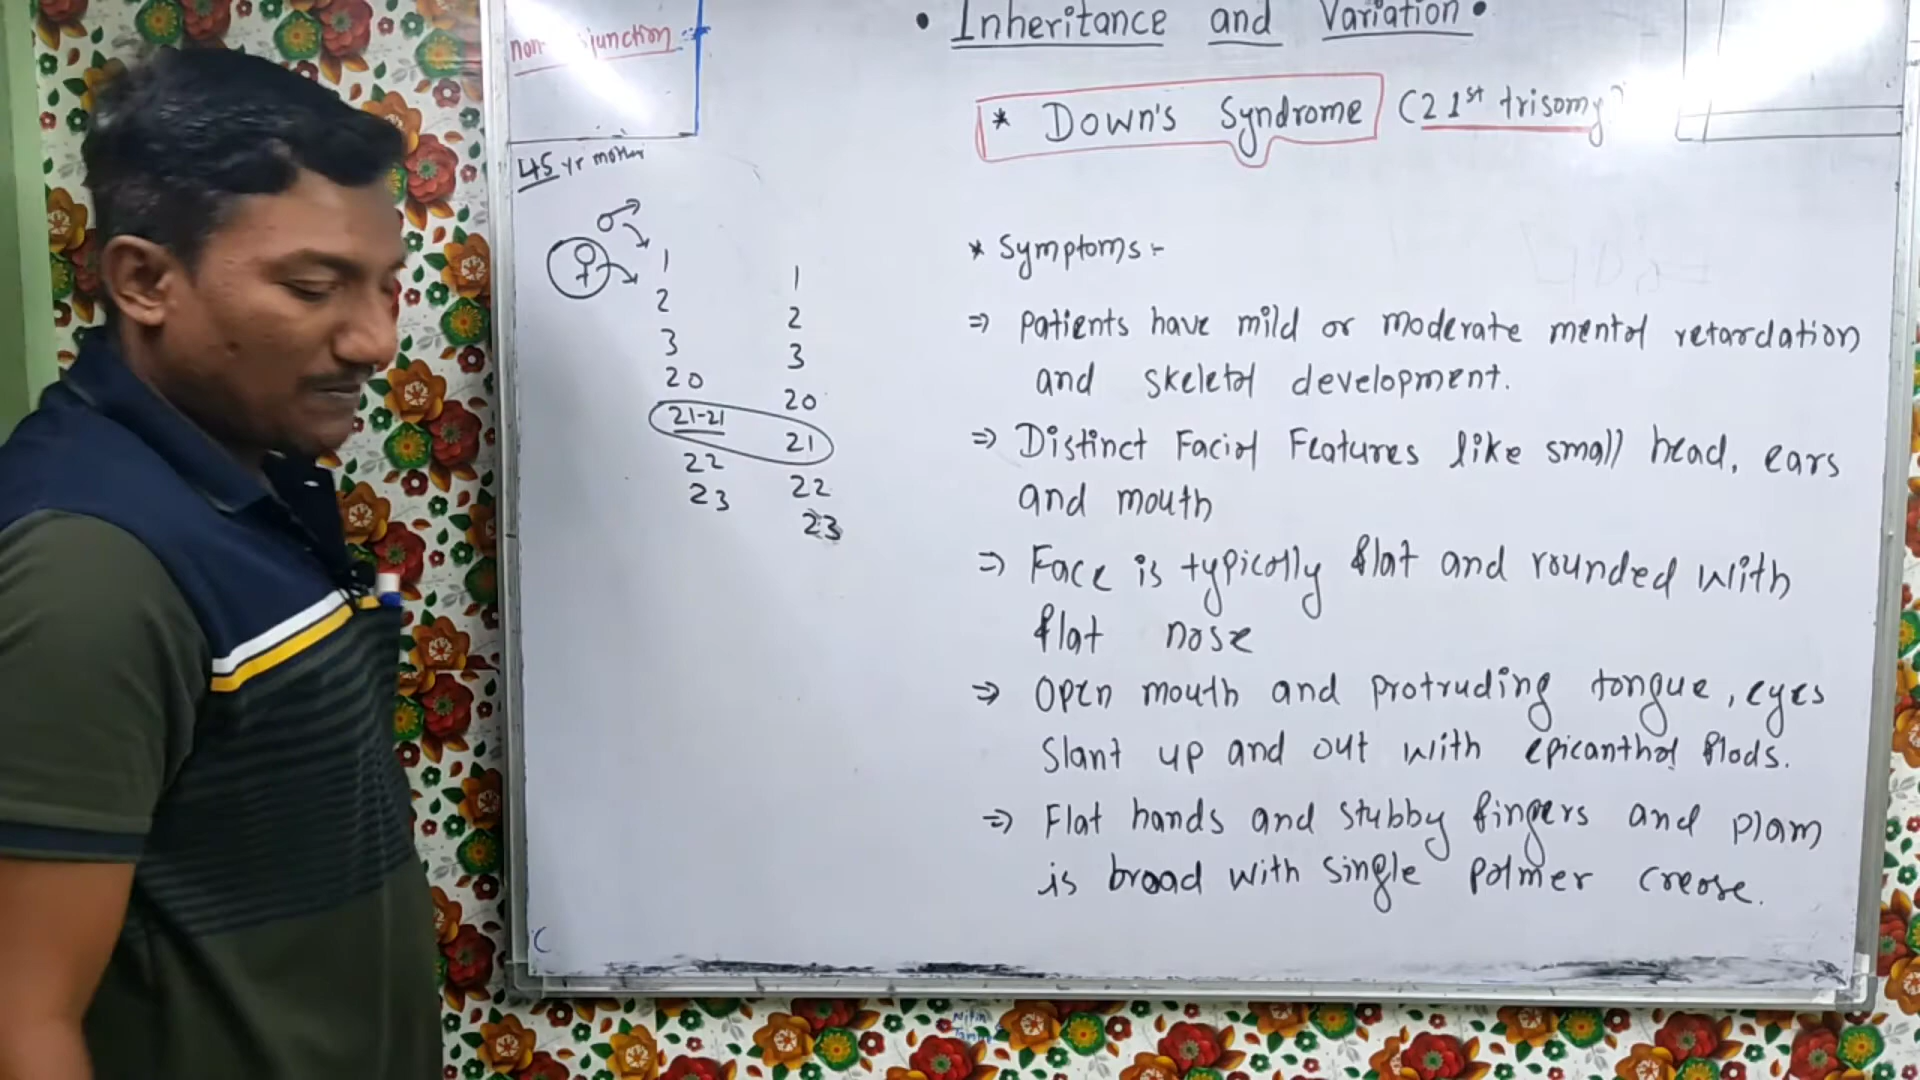 • Inheritance and Variation •
non junction
* Down's Syndrome (21st trisomy)
45 yr mother
1 1
2 2
3 3
20 20
21-21 21
22 22
23 23
* Symptoms :-
⇒ Patients have mild or moderate mental retardation
and skeletal development.
⇒ Distinct Facial Features like small head, ears
and mouth
⇒ Face is typically flat and rounded with
flat nose
⇒ Open mouth and protruding tongue, eyes
Slant up and out with epicanthal flods.
⇒ Flat hands and stubby fingers and plam
is broad with single palmer crease.
C
Nitin